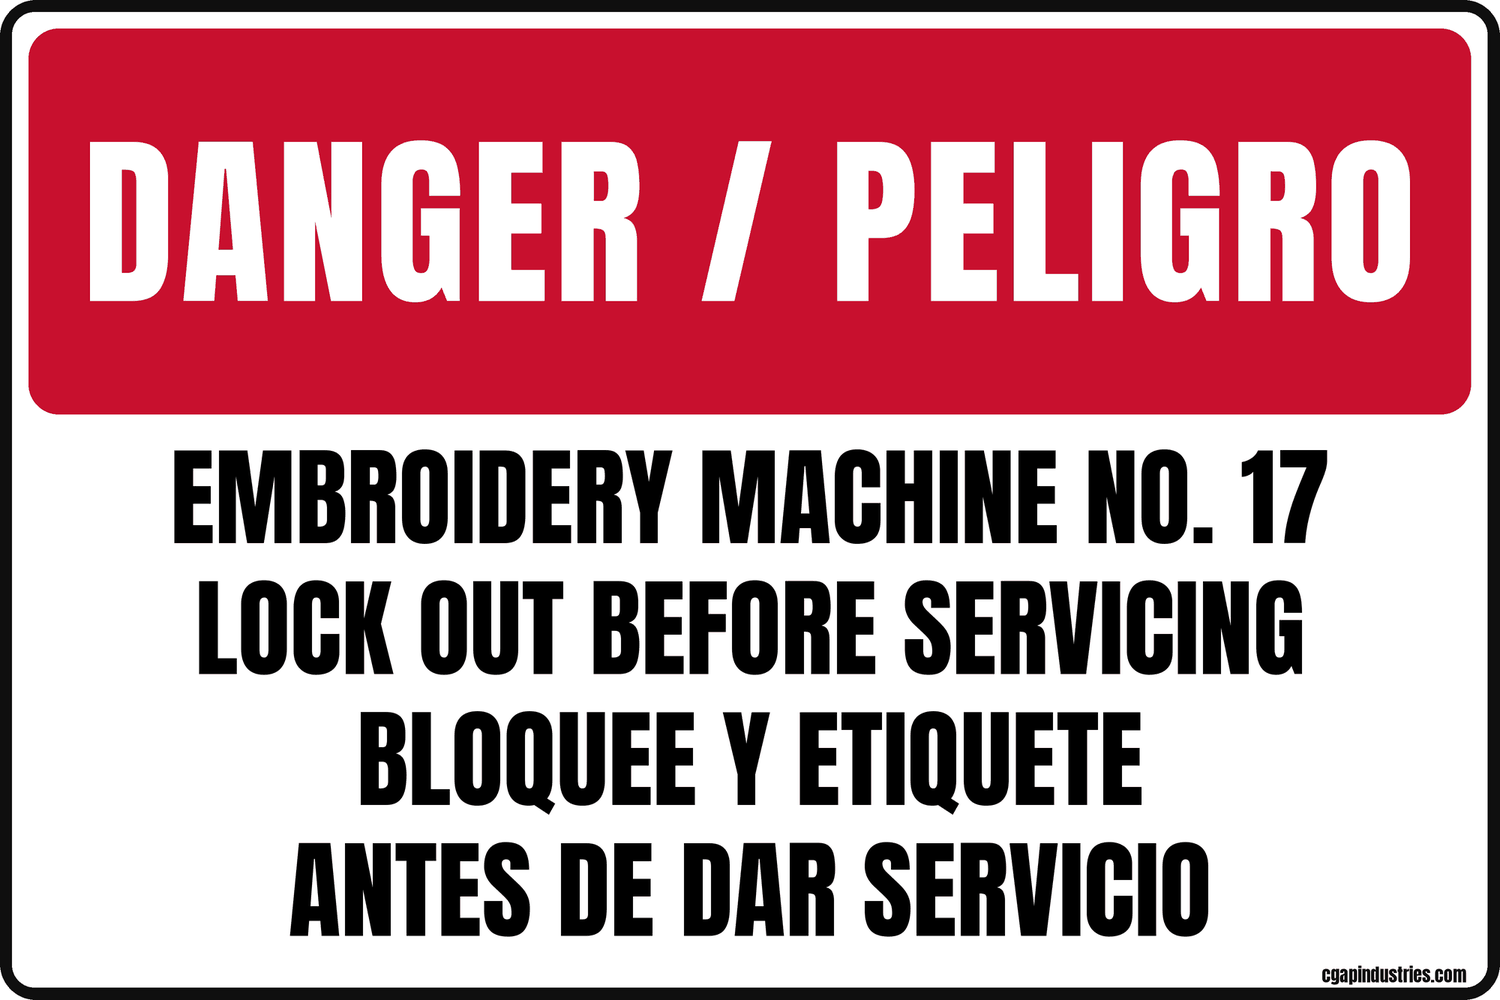 DANGER / PELIGRO
EMBROIDERY MACHINE NO. 17
LOCK OUT BEFORE SERVICING
BLOQUEE Y ETIQUETE
ANTES DE DAR SERVICIO
cgapindustries.com